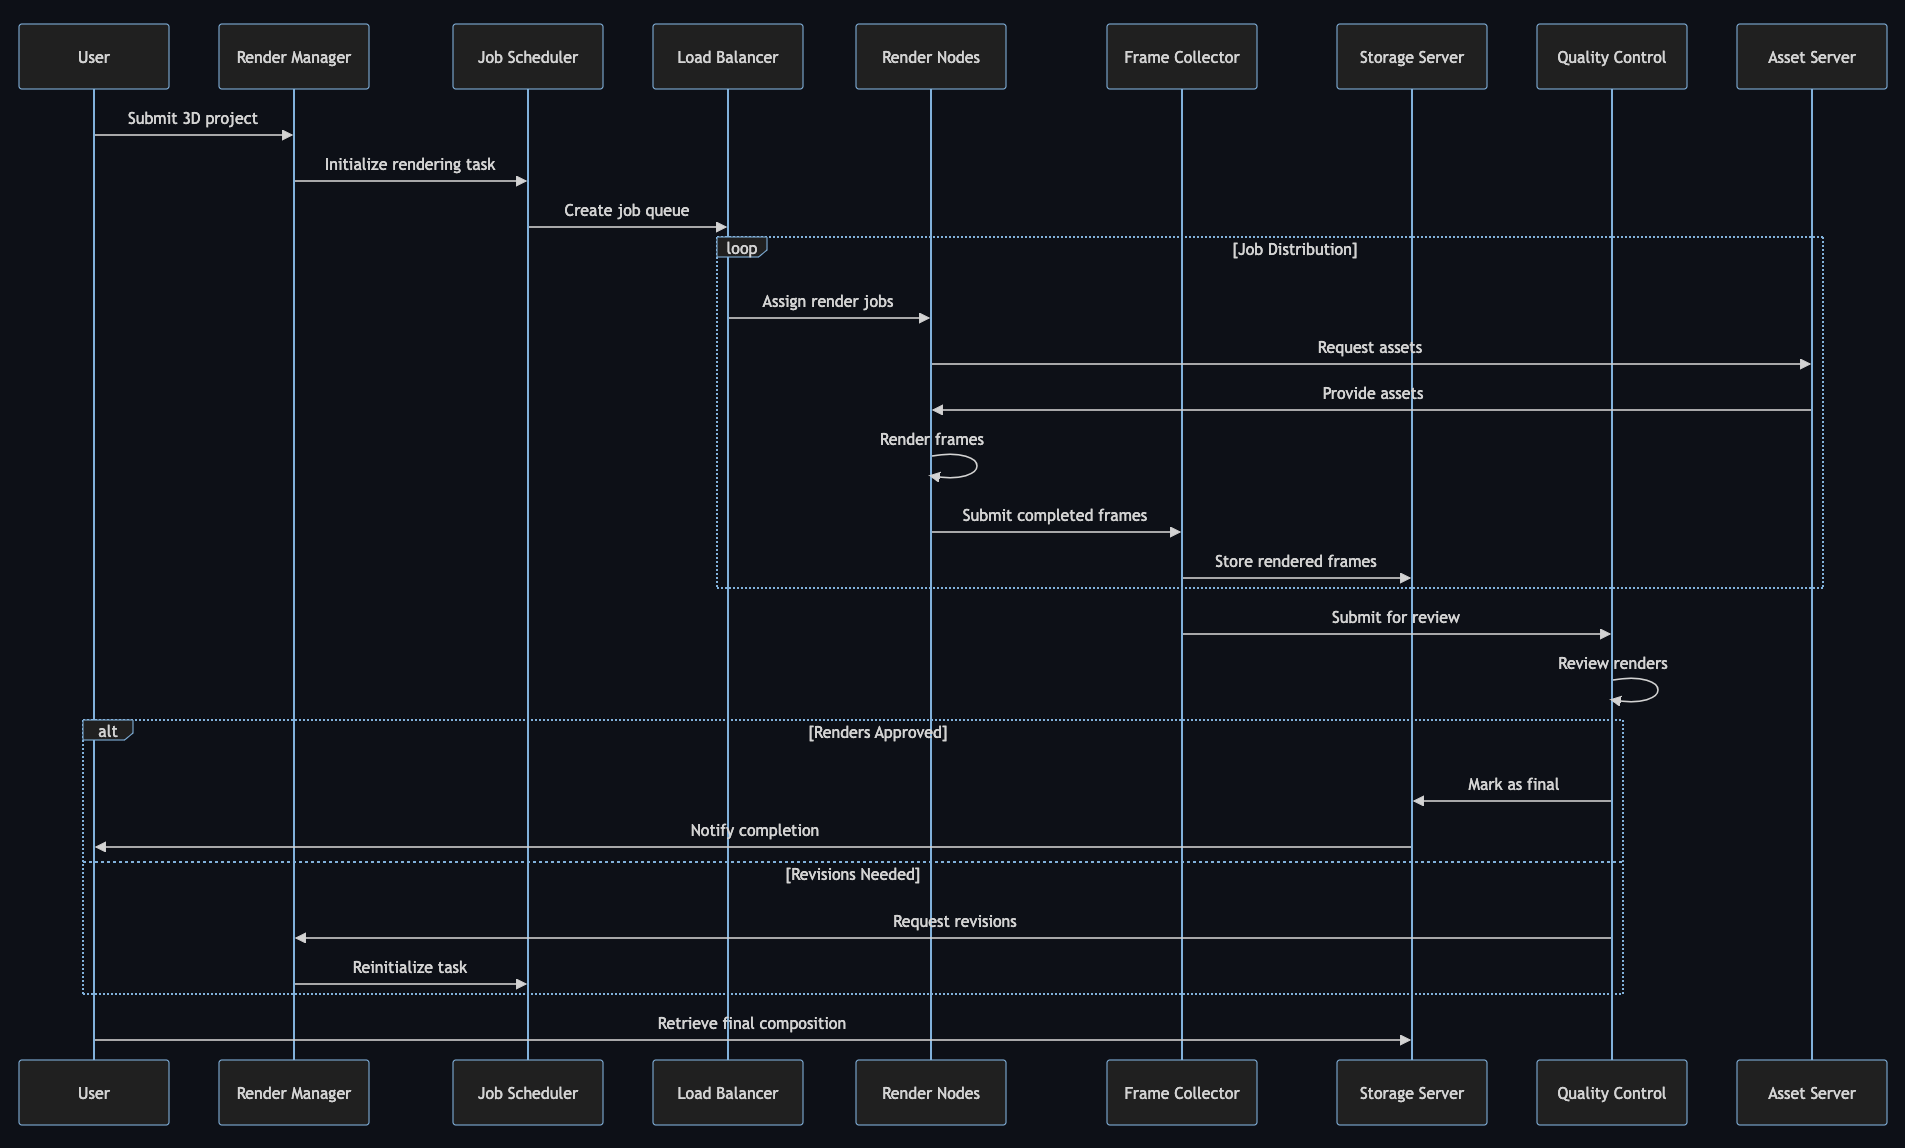 User
Render Manager
Job Scheduler
Load Balancer
Render Nodes
Frame Collector
Storage Server
Quality Control
Asset Server
Submit 3D project
Initialize rendering task
Create job queue
loop
[Job Distribution]
Assign render jobs
Request assets
Provide assets
Render frames
Submit completed frames
Store rendered frames
Submit for review
Review renders
alt
[Renders Approved]
Mark as final
Notify completion
[Revisions Needed]
Request revisions
Reinitialize task
Retrieve final composition
User
Render Manager
Job Scheduler
Load Balancer
Render Nodes
Frame Collector
Storage Server
Quality Control
Asset Server